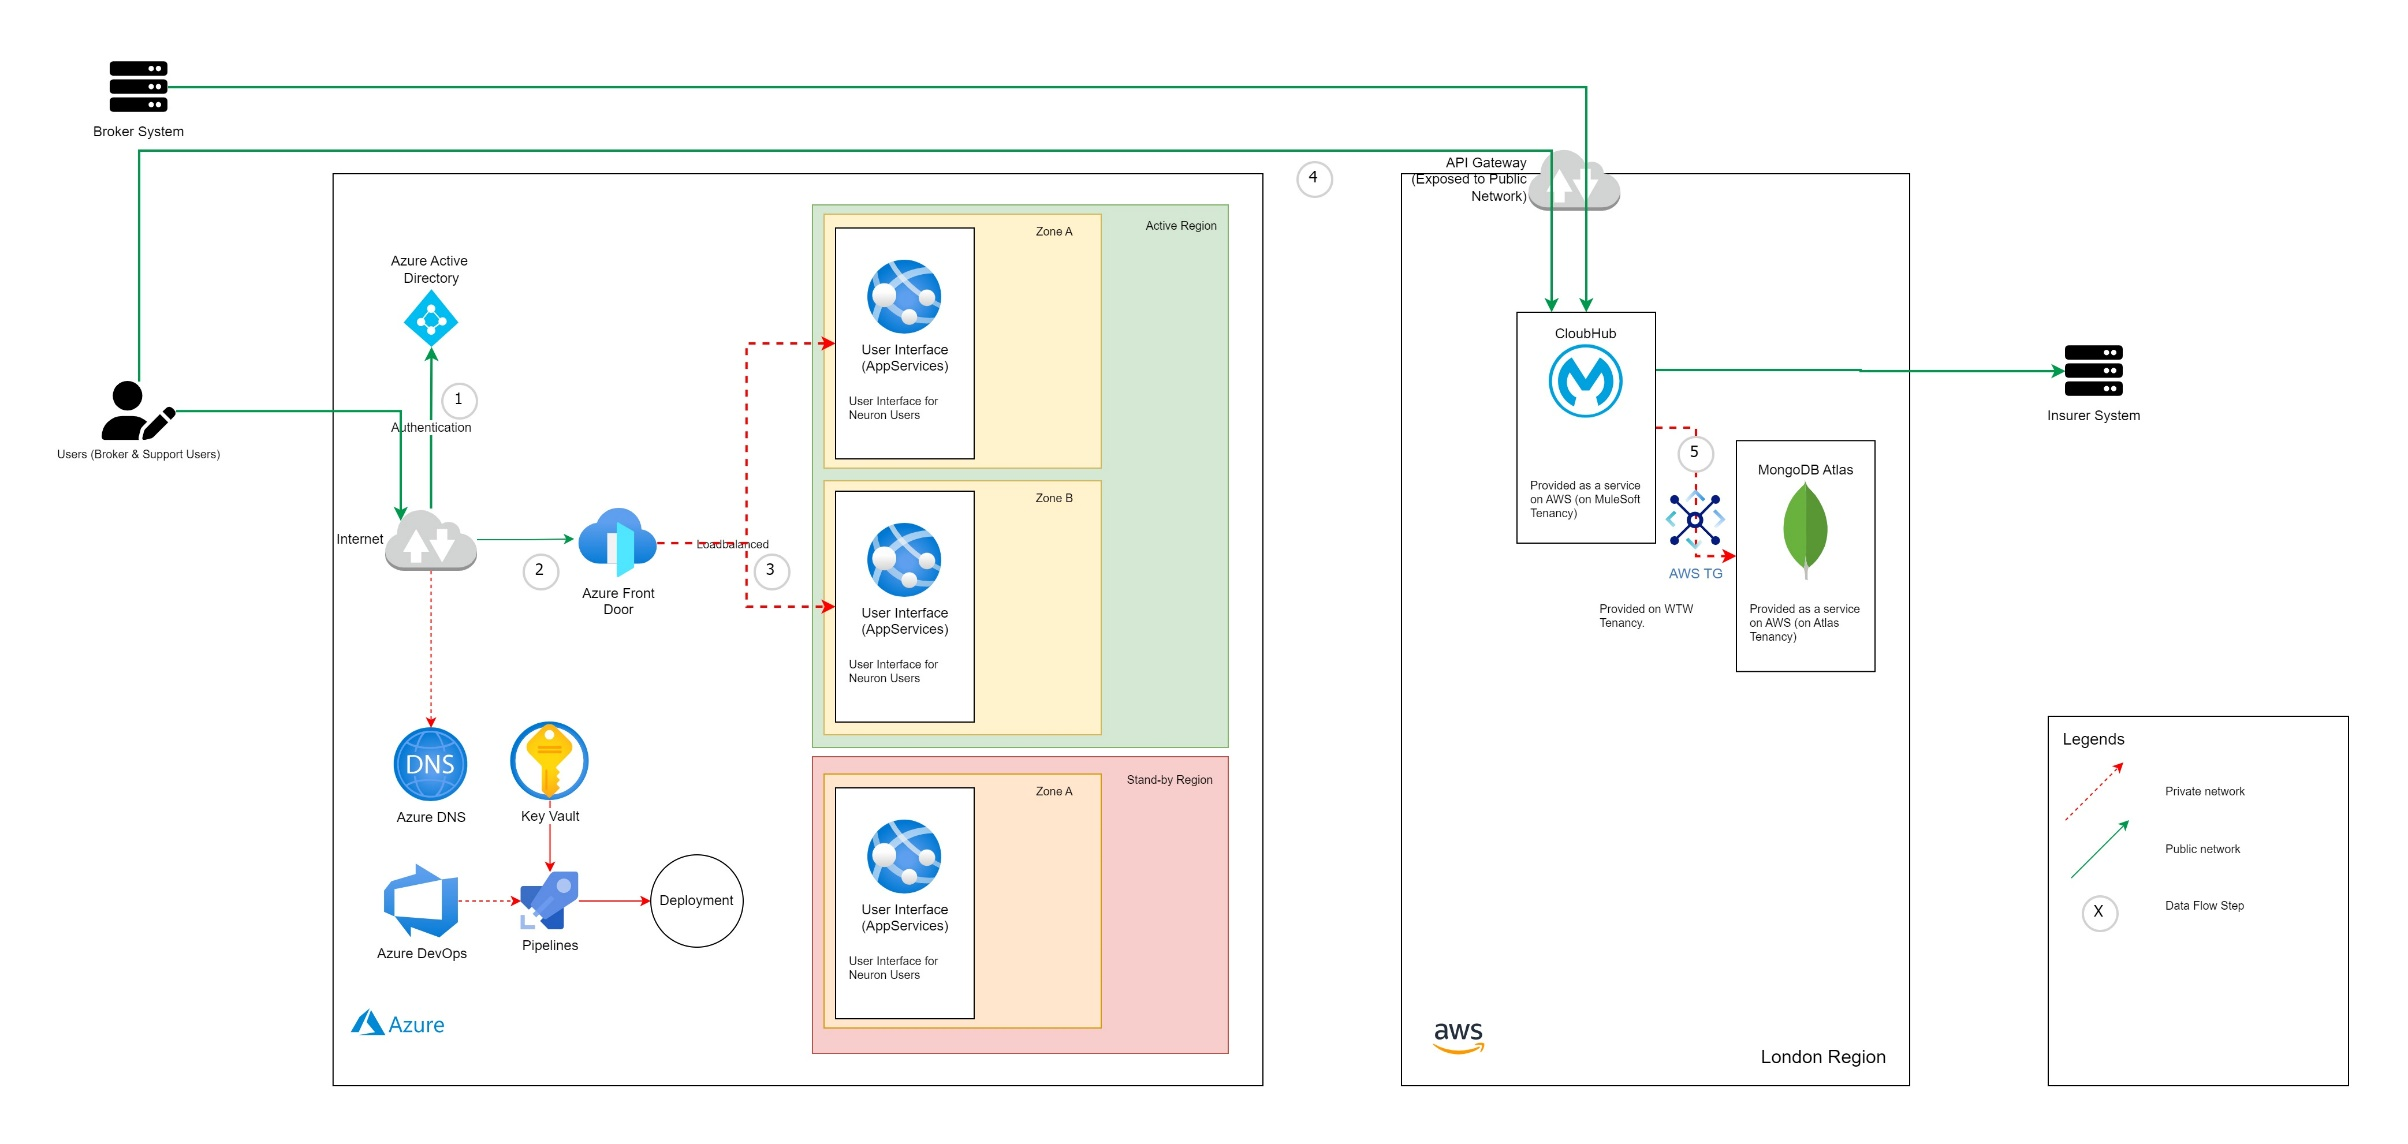 Broker System
API Gateway
(Exposed to Public
Network)
4
Active Region
Zone A
Azure Active
Directory
User Interface
(AppServices)
User Interface for
Neuron Users
CloubHub
1
Authentication
Users (Broker & Support Users)
Insurer System
5
MongoDB Atlas
Provided as a service
on AWS (on MuleSoft
Tenancy)
Zone B
Internet
2
Loadbalanced
3
Azure Front
Door
User Interface
(AppServices)
User Interface for
Neuron Users
AWS TG
Provided on WTW
Tenancy.
Provided as a service
on AWS (on Atlas
Tenancy)
Legends
Private network
Public network
X
Data Flow Step
DNS
Azure DNS
Key Vault
Stand-by Region
Zone A
User Interface
(AppServices)
User Interface for
Neuron Users
Azure DevOps
Pipelines
Deployment
Azure
aws
London Region